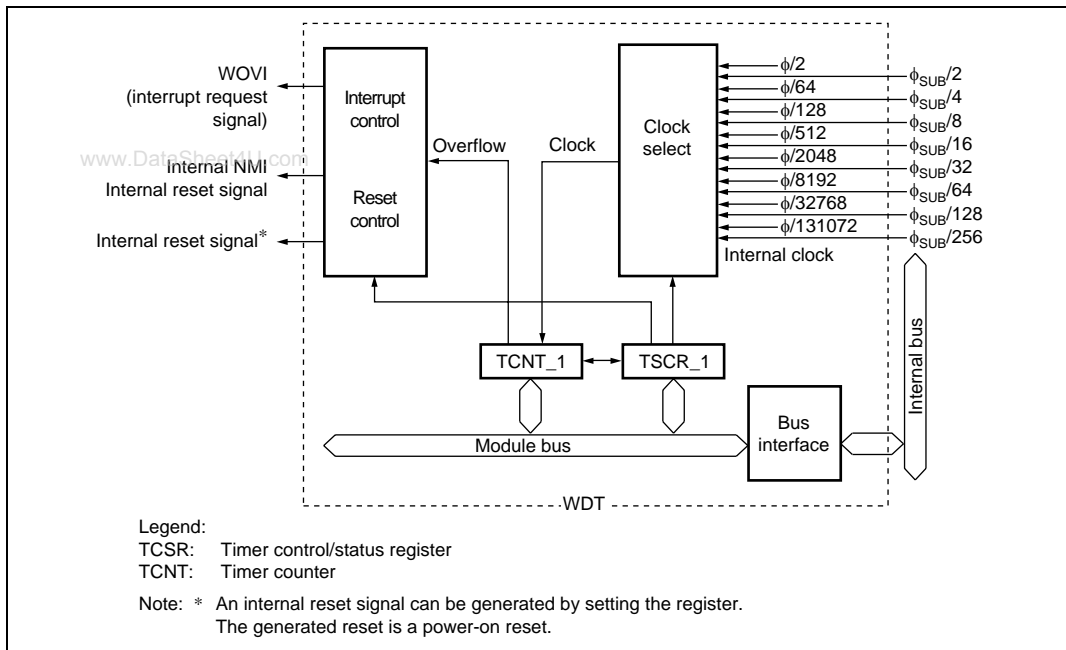 WOVI
(interrupt request
signal)
www.DataSheet4U.com
Internal NMI
Internal reset signal
Internal reset signal*
Interrupt
control
Reset
control
Overflow
Clock
Clock
select
ϕ/2
ϕ/64
ϕ/128
ϕ/512
ϕ/2048
ϕ/8192
ϕ/32768
ϕ/131072
Internal clock
ϕSUB/2
ϕSUB/4
ϕSUB/8
ϕSUB/16
ϕSUB/32
ϕSUB/64
ϕSUB/128
ϕSUB/256
TCNT_1
TSCR_1
Module bus
Bus
interface
Internal bus
WDT
Legend:
TCSR: Timer control/status register
TCNT: Timer counter
Note: * An internal reset signal can be generated by setting the register.
The generated reset is a power-on reset.